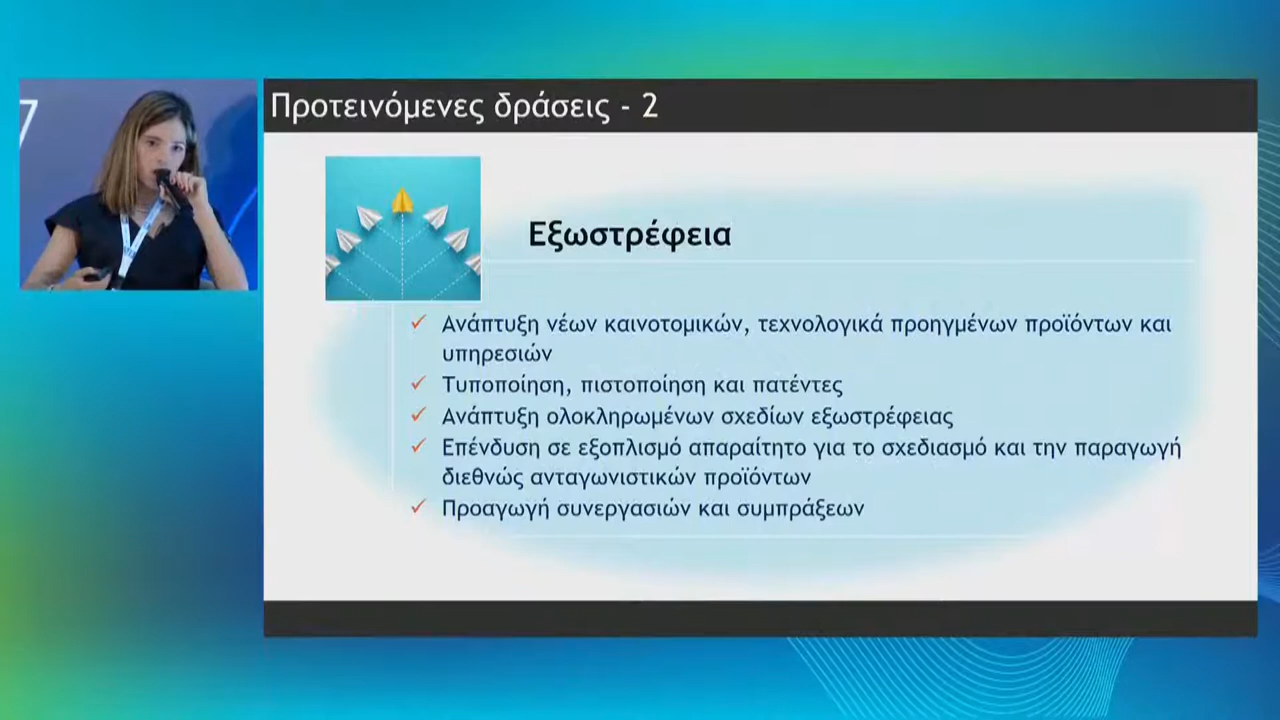 Προτεινόμενες δράσεις - 2
7
Εξωστρέφεια
Ανάπτυξη νέων καινοτομικών, τεχνολογικά προηγμένων προϊόντων και
υπηρεσιών
Τυποποίηση, πιστοποίηση και πατέντες
Ανάπτυξη ολοκληρωμένων σχεδίων εξωστρέφειας
Επένδυση σε εξοπλισμό απαραίτητο για το σχεδιασμό και την παραγωγή
διεθνώς ανταγωνιστικών προϊόντων
Προαγωγή συνεργασιών και συμπράξεων